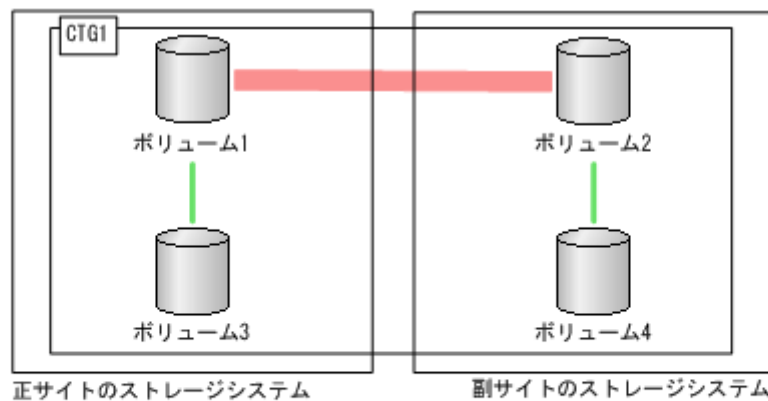 CTG1
ボリューム1
ボリューム2
ボリューム3
ボリューム4
正サイトのストレージシステム
副サイトのストレージシステム